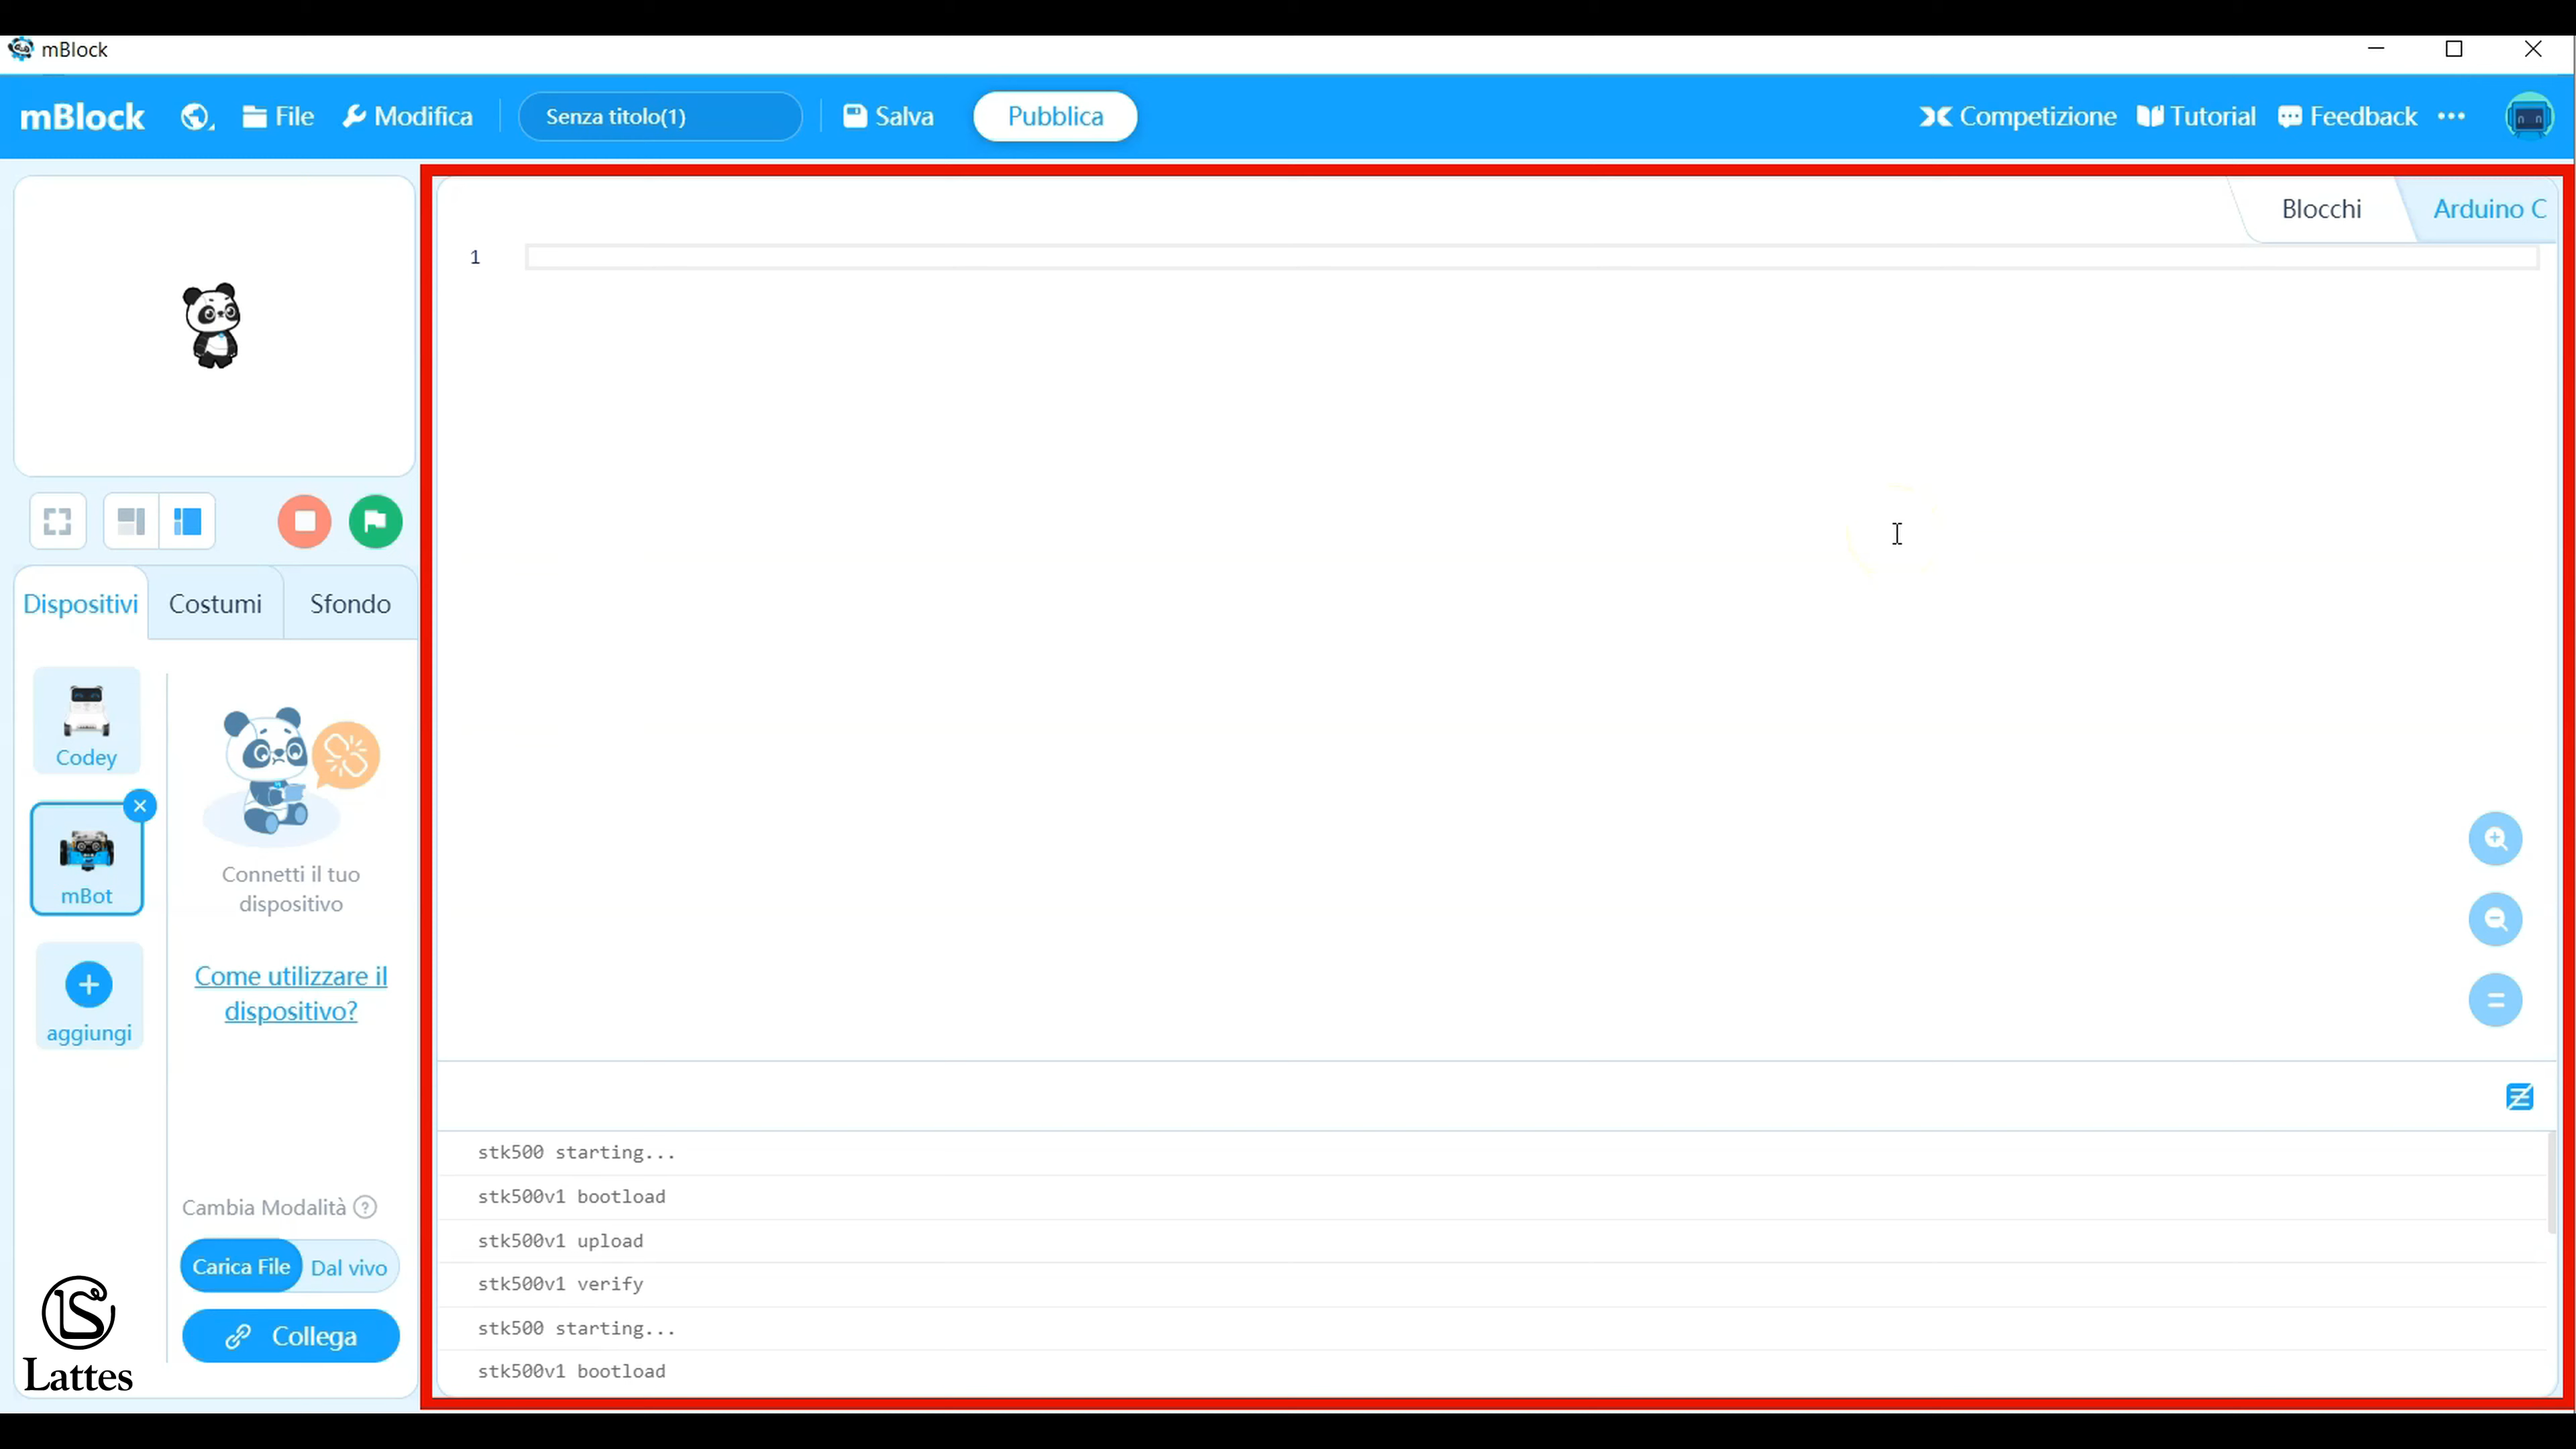 mBlock
mBlock File Modifica Senza titolo(1) Salva Pubblica Competizione Tutorial Feedback
Blocchi Arduino C
1
Dispositivi Costumi Sfondo
Codey
mBot
aggiungi
Connetti il tuo
dispositivo
Come utilizzare il
dispositivo?
Cambia Modalità ?
Carica File Dal vivo
Collega
LS
Lattes
stk500 starting...
stk500v1 bootload
stk500v1 upload
stk500v1 verify
stk500 starting...
stk500v1 bootload